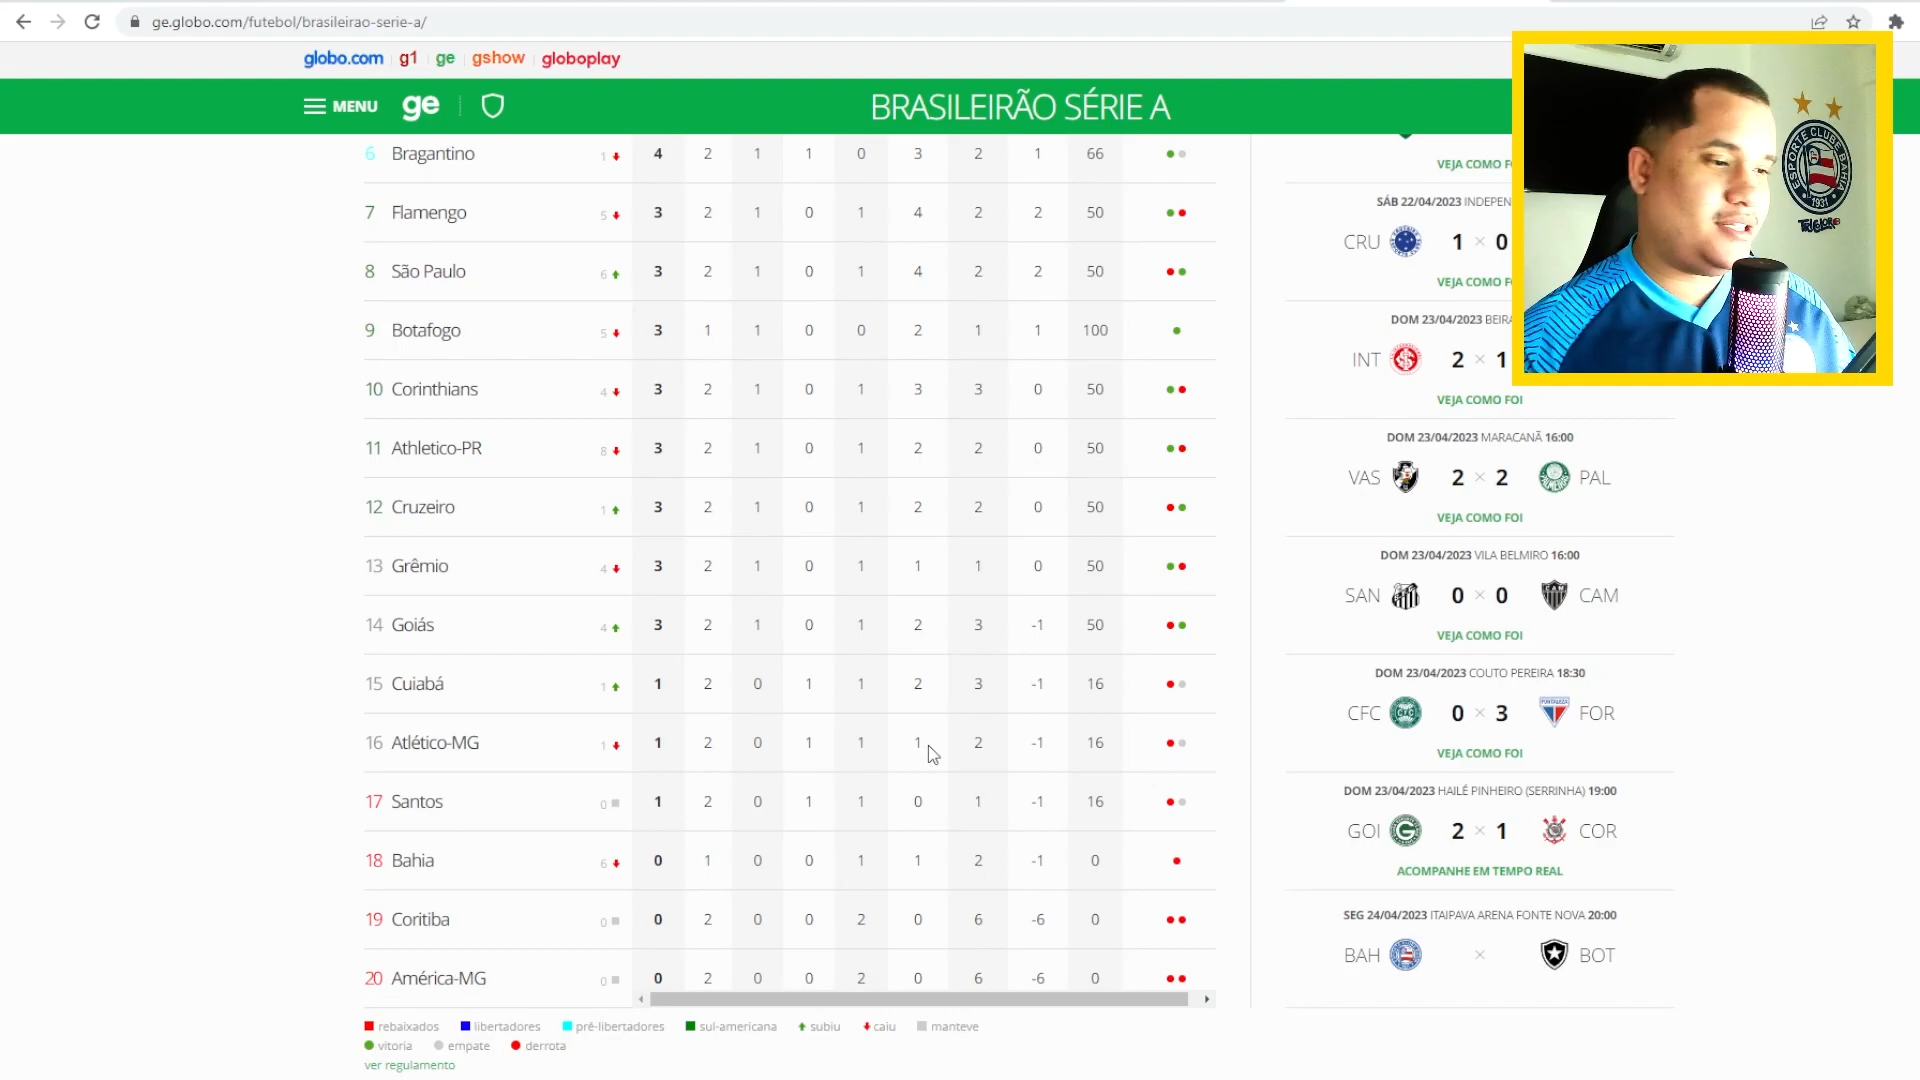 ge.globo.com/futebol/brasileirao-serie-a/
globo.com g1 ge gshow globoplay
MENU ge BRASILEIRÃO SÉRIE A
6 Bragantino 1 4 2 1 1 0 3 2 1 66
7 Flamengo 5 3 2 1 0 1 4 2 2 50
8 São Paulo 6 3 2 1 0 1 4 2 2 50
9 Botafogo 5 3 1 1 0 0 2 1 1 100
10 Corinthians 4 3 2 1 0 1 3 3 0 50
11 Athletico-PR 8 3 2 1 0 1 2 2 0 50
12 Cruzeiro 1 3 2 1 0 1 2 2 0 50
13 Grêmio 4 3 2 1 0 1 1 1 0 50
14 Goiás 4 3 2 1 0 1 2 3 -1 50
15 Cuiabá 1 1 2 0 1 1 2 3 -1 16
16 Atlético-MG 1 1 2 0 1 1 1 2 -1 16
17 Santos 0 1 2 0 1 1 0 1 -1 16
18 Bahia 6 0 1 0 0 1 1 2 -1 0
19 Coritiba 0 0 2 0 0 2 0 6 -6 0
20 América-MG 0 0 2 0 0 2 0 6 -6 0
rebaixados libertadores pré-libertadores sul-americana subiu caiu manteve
vitoria empate derrota
ver regulamento
VEJA COMO F
SÁB 22/04/2023 INDEPEN
CRU 1 × 0
VEJA COMO F
DOM 23/04/2023 BEIRA
INT 2 × 1
VEJA COMO FOI
DOM 23/04/2023 MARACANÃ 16:00
VAS 2 × 2 PAL
VEJA COMO FOI
DOM 23/04/2023 VILA BELMIRO 16:00
SAN 0 × 0 CAM
VEJA COMO FOI
DOM 23/04/2023 COUTO PEREIRA 18:30
CFC 0 × 3 FOR
VEJA COMO FOI
DOM 23/04/2023 HAILÉ PINHEIRO (SERRINHA) 19:00
GOI 2 × 1 COR
ACOMPANHE EM TEMPO REAL
SEG 24/04/2023 ITAIPAVA ARENA FONTE NOVA 20:00
BAH × BOT
ESPORTE CLUBE BAHIA
1931